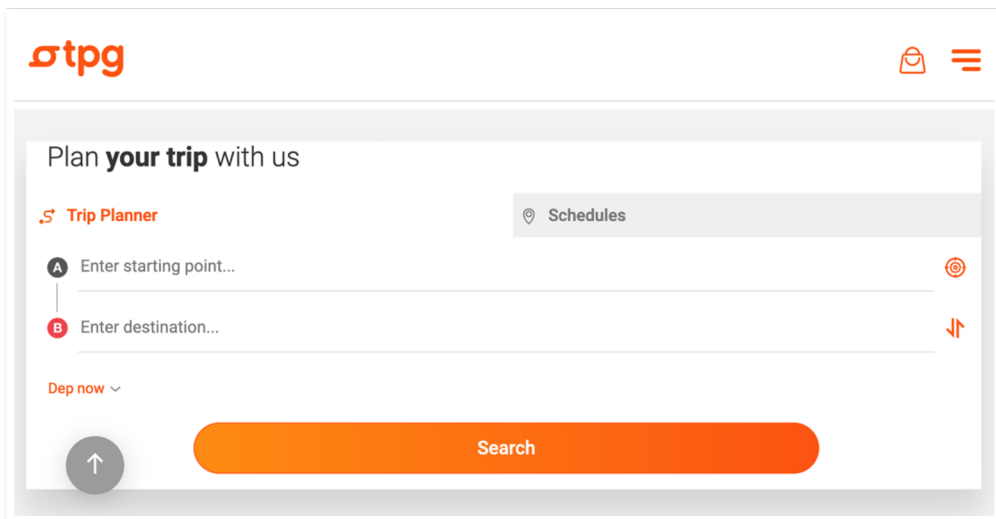 tpg
Plan your trip with us
Trip Planner
Schedules
A Enter starting point...
B Enter destination...
Dep now
Search